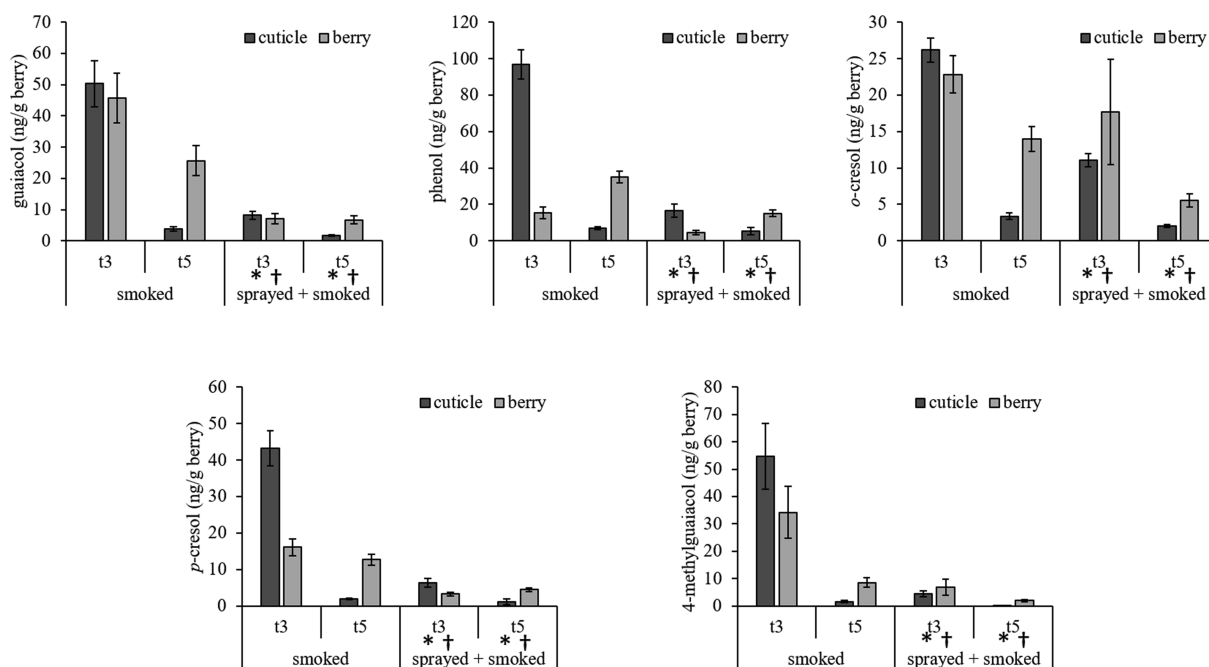 guaiacol (ng/g berry)
70
60
50
40
30
20
10
0
cuticle berry
t3 t5 t3 t5
* † * †
smoked sprayed + smoked
phenol (ng/g berry)
120
100
80
60
40
20
0
cuticle berry
t3 t5 t3 t5
* † * †
smoked sprayed + smoked
o-cresol (ng/g berry)
30
25
20
15
10
5
0
cuticle berry
t3 t5 t3 t5
* † * †
smoked sprayed + smoked
p-cresol (ng/g berry)
60
50
40
30
20
10
0
cuticle berry
t3 t5 t3 t5
* † * †
smoked sprayed + smoked
4-methylguaiacol (ng/g berry)
80
70
60
50
40
30
20
10
0
cuticle berry
t3 t5 t3 t5
* † * †
smoked sprayed + smoked